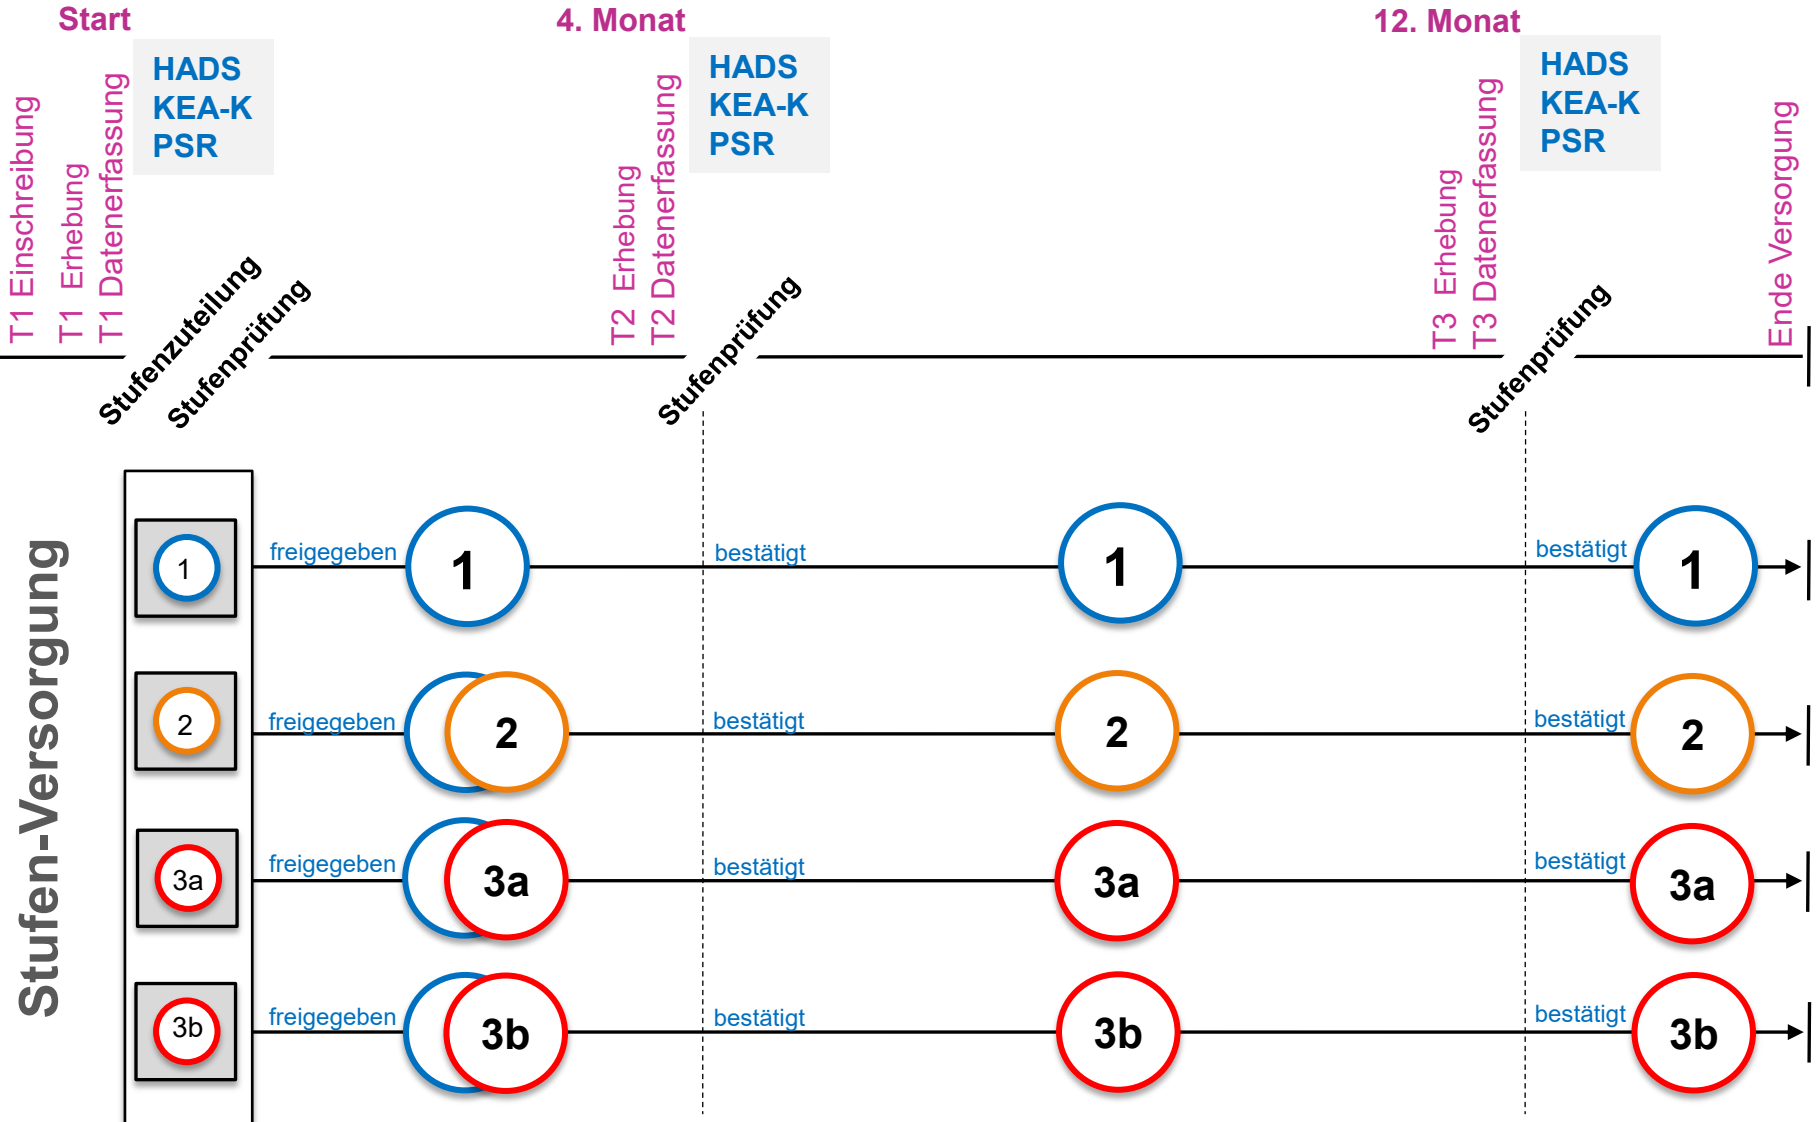 Start
4. Monat
12. Monat
HADS
KEA-K
PSR
HADS
KEA-K
PSR
HADS
KEA-K
PSR
T1 Einschreibung
T1 Erhebung
T1 Datenerfassung
T2 Erhebung
T2 Datenerfassung
T3 Erhebung
T3 Datenerfassung
Ende Versorgung
Stufenzuteilung
Stufenprüfung
Stufenprüfung
Stufenprüfung
Stufen-Versorgung
1
freigegeben
1
bestätigt
1
bestätigt
1
2
freigegeben
2
bestätigt
2
bestätigt
2
3a
freigegeben
3a
bestätigt
3a
bestätigt
3a
3b
freigegeben
3b
bestätigt
3b
bestätigt
3b